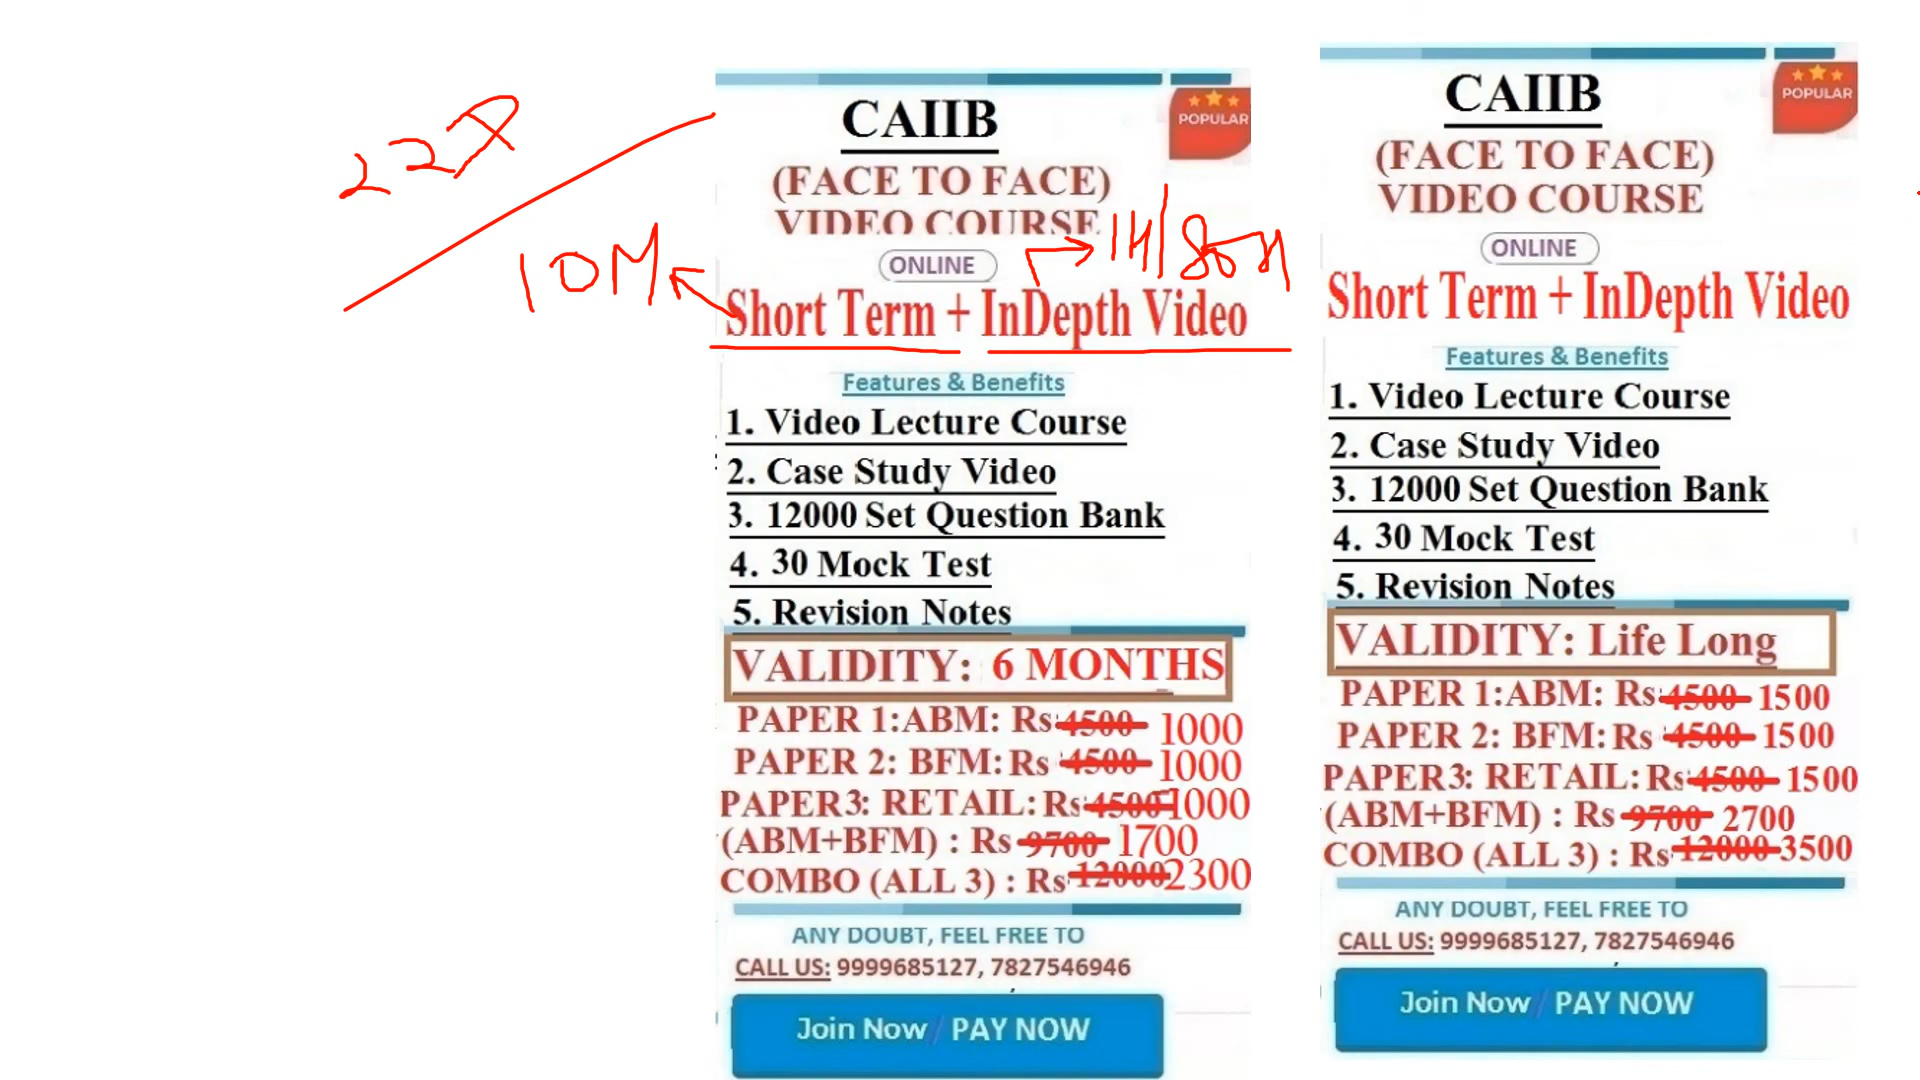 227
10M
CAIIB
POPULAR
(FACE TO FACE)
VIDEO COURSE
ONLINE
1H/
Short Term + InDepth Video
Features & Benefits
1. Video Lecture Course
2. Case Study Video
3. 12000 Set Question Bank
4. 30 Mock Test
5. Revision Notes
VALIDITY: 6 MONTHS
PAPER 1:ABM: Rs 4500 1000
PAPER 2: BFM: Rs 4500 1000
PAPER3: RETAIL: Rs 4500 1000
(ABM+BFM) : Rs 9700 1700
COMBO (ALL 3) : Rs 12000 2300
ANY DOUBT, FEEL FREE TO
CALL US: 9999685127, 7827546946
Join Now / PAY NOW
CAIIB
POPULAR
(FACE TO FACE)
VIDEO COURSE
ONLINE
Short Term + InDepth Video
Features & Benefits
1. Video Lecture Course
2. Case Study Video
3. 12000 Set Question Bank
4. 30 Mock Test
5. Revision Notes
VALIDITY: Life Long
PAPER 1:ABM: Rs 4500 1500
PAPER 2: BFM: Rs 4500 1500
PAPER3: RETAIL: Rs 4500 1500
(ABM+BFM) : Rs 9700 2700
COMBO (ALL 3) : Rs 12000 3500
ANY DOUBT, FEEL FREE TO
CALL US: 9999685127, 7827546946
Join Now / PAY NOW